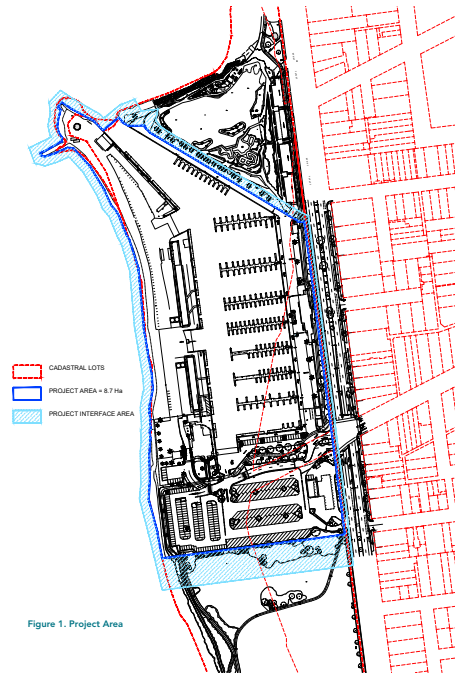 CADASTRAL LOTS
PROJECT AREA = 8.7 Ha
PROJECT INTERFACE AREA
Figure 1. Project Area